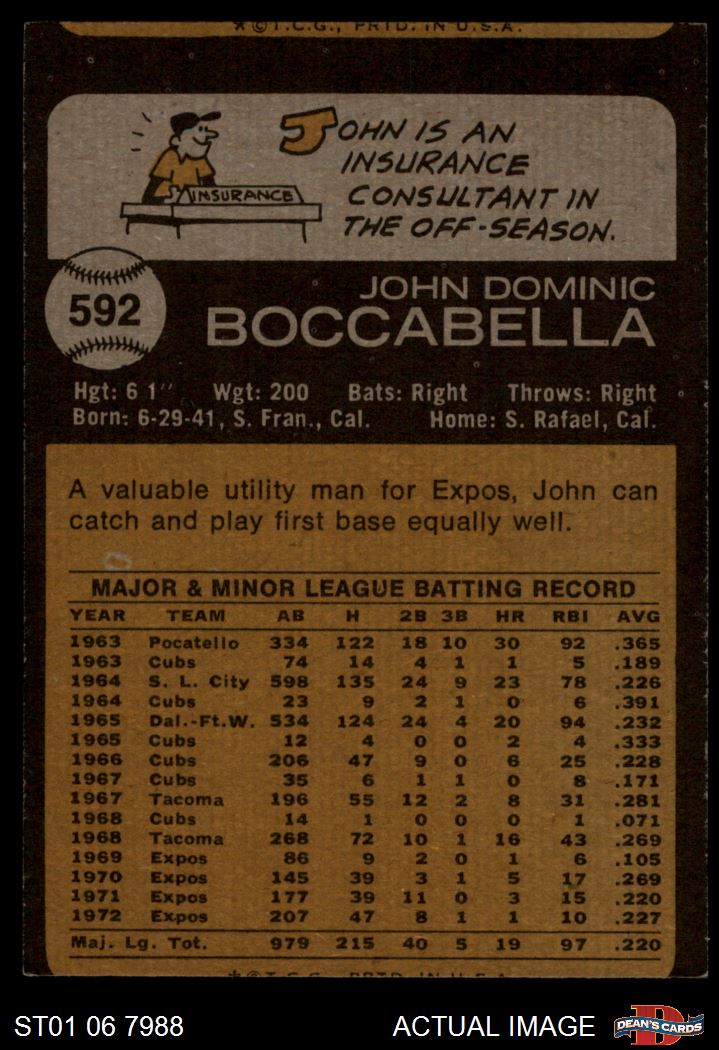 *©T.C.G., PRTD. IN U.S.A.
JOHN IS AN
INSURANCE
CONSULTANT IN
THE OFF-SEASON.
INSURANCE
592
JOHN DOMINIC
BOCCABELLA
Hgt: 6 1" Wgt: 200 Bats: Right Throws: Right
Born: 6-29-41, S. Fran., Cal. Home: S. Rafael, Cal.
A valuable utility man for Expos, John can
catch and play first base equally well.
MAJOR & MINOR LEAGUE BATTING RECORD
YEAR TEAM AB H 2B 3B HR RBI AVG
1963 Pocatello 334 122 18 10 30 92 .365
1963 Cubs 74 14 4 1 1 5 .189
1964 S. L. City 598 135 24 9 23 78 .226
1964 Cubs 23 9 2 1 0 6 .391
1965 Dal.-Ft.W. 534 124 24 4 20 94 .232
1965 Cubs 12 4 0 0 2 4 .333
1966 Cubs 206 47 9 0 6 25 .228
1967 Cubs 35 6 1 1 0 8 .171
1967 Tacoma 196 55 12 2 8 31 .281
1968 Cubs 14 1 0 0 0 1 .071
1968 Tacoma 268 72 10 1 16 43 .269
1969 Expos 86 9 2 0 1 6 .105
1970 Expos 145 39 3 1 5 17 .269
1971 Expos 177 39 11 0 3 15 .220
1972 Expos 207 47 8 1 1 10 .227
Maj. Lg. Tot. 979 215 40 5 19 97 .220
*©T.C.G., PRTD. IN U.S.A.
ST01 06 7988 ACTUAL IMAGE
D
DEAN'S CARDS